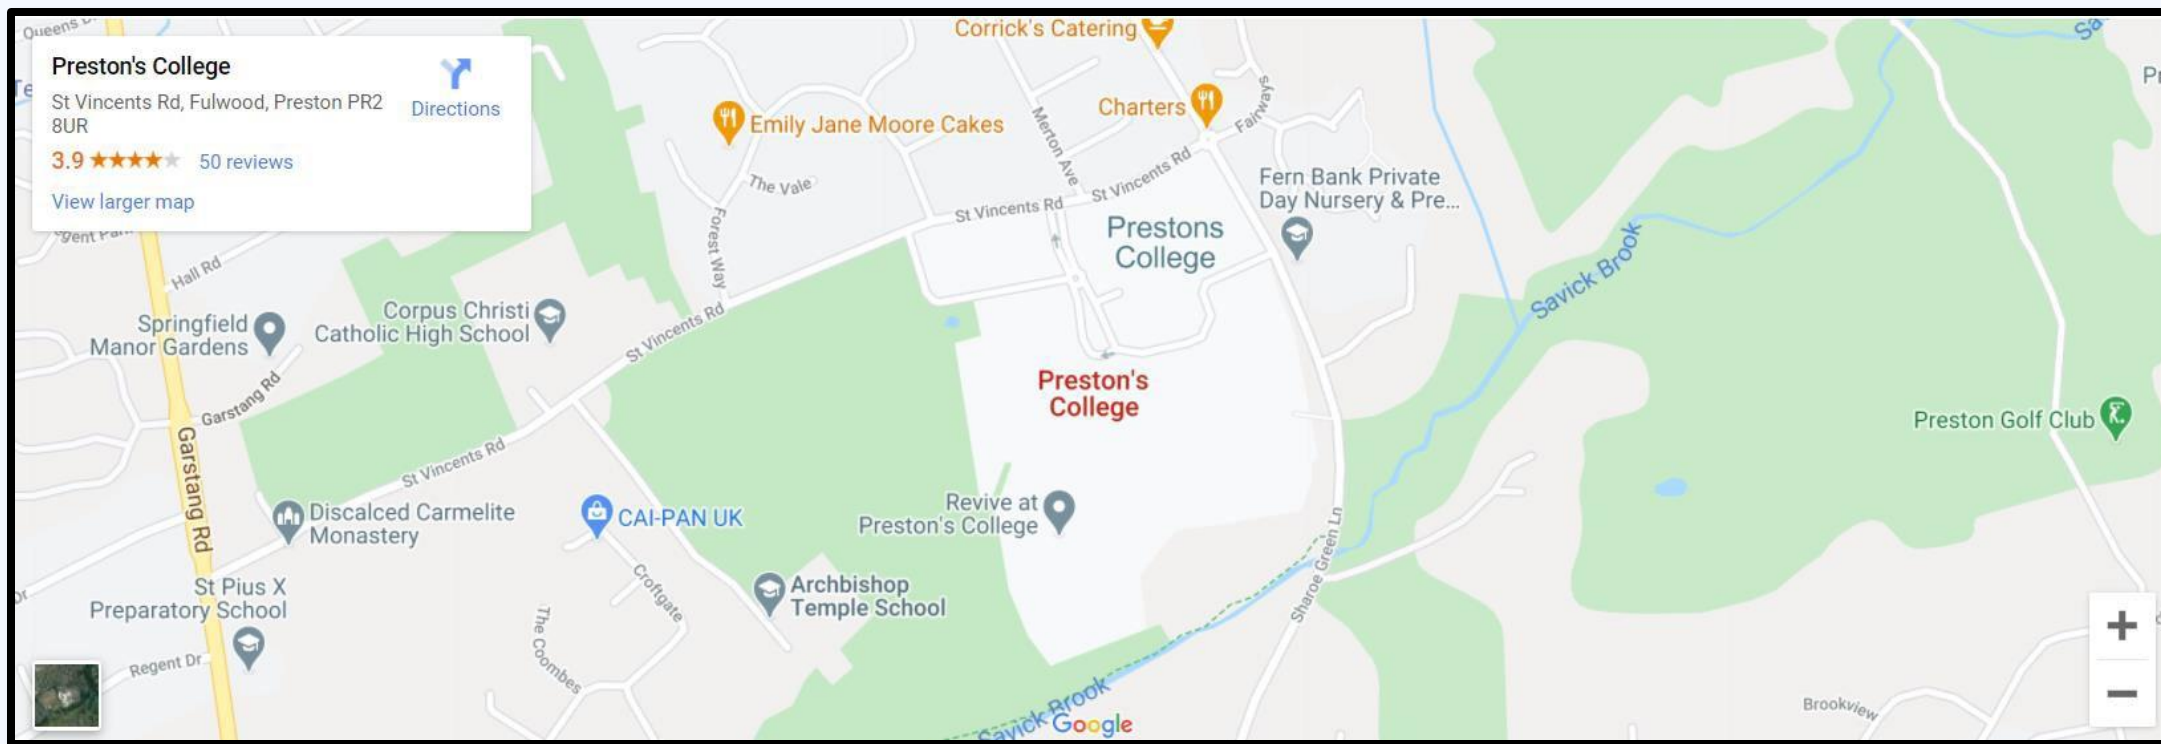 Queens D
Preston's College
St Vincents Rd, Fulwood, Preston PR2
8UR
3.9
50 reviews
View larger map
Directions
Corrick's Catering
Charters
Fairways
Emily Jane Moore Cakes
Merton Ave
The Vale
St Vincents Rd
St Vincents Rd
Fern Bank Private
Day Nursery & Pre...
Prestons
College
Forest Way
Hall Rd
Savick Brook
Springfield
Manor Gardens
Corpus Christi
Catholic High School
St Vincents Rd
Garstang Rd
Preston's
College
Preston Golf Club
Garstang Rd
St Vincents Rd
Discalced Carmelite
Monastery
CAI-PAN UK
Revive at
Preston's College
Sharoe Green Ln
St Pius X
Preparatory School
Croftgate
Archbishop
Temple School
The Coombes
Regent Dr
Savick Brook
Google
Brookview